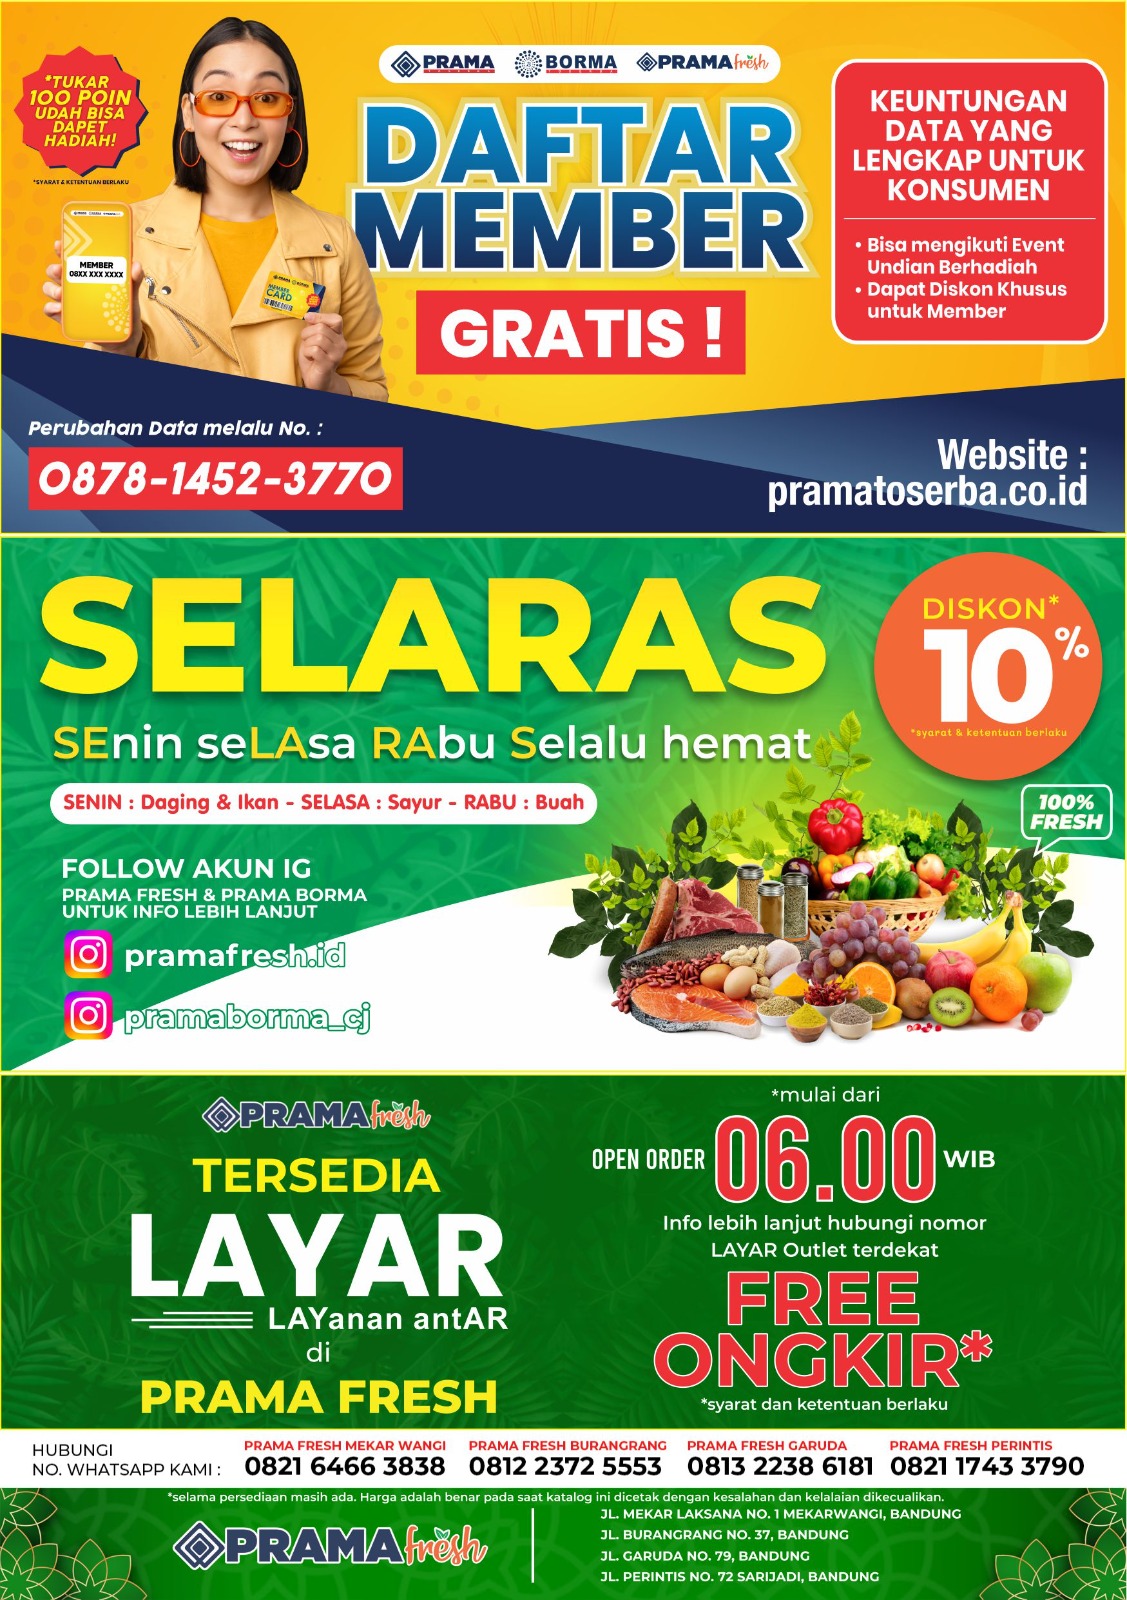 *TUKAR
100 POIN
UDAH BISA
DAPET
HADIAH!
*SYARAT & KETENTUAN BERLAKU
MEMBER
08XX XXX XXXX
MEMBER
CARD
PRAMA
BORMA
PRAMA fresh
DAFTAR
MEMBER
GRATIS !
KEUNTUNGAN
DATA YANG
LENGKAP UNTUK
KONSUMEN
• Bisa mengikuti Event
Undian Berhadiah
• Dapat Diskon Khusus
untuk Member
Perubahan Data melalu No. :
0878-1452-3770
Website :
pramatoserba.co.id
SELARAS
SEnin seLAsa RAbu Selalu hemat
SENIN : Daging & Ikan - SELASA : Sayur - RABU : Buah
DISKON*
10%
*syarat & ketentuan berlaku
100%
FRESH
FOLLOW AKUN IG
PRAMA FRESH & PRAMA BORMA
UNTUK INFO LEBIH LANJUT
pramafresh.id
pramaborma_cj
PRAMA fresh
TERSEDIA
LAYAR
LAYanan antAR
di
PRAMA FRESH
*mulai dari
OPEN ORDER 06.00 WIB
Info lebih lanjut hubungi nomor
LAYAR Outlet terdekat
FREE
ONGKIR*
*syarat dan ketentuan berlaku
HUBUNGI
NO. WHATSAPP KAMI :
PRAMA FRESH MEKAR WANGI
0821 6466 3838
PRAMA FRESH BURANGRANG
0812 2372 5553
PRAMA FRESH GARUDA
0813 2238 6181
PRAMA FRESH PERINTIS
0821 1743 3790
*selama persediaan masih ada. Harga adalah benar pada saat katalog ini dicetak dengan kesalahan dan kelalaian dikecualikan.
PRAMA fresh
JL. MEKAR LAKSANA NO. 1 MEKARWANGI, BANDUNG
JL. BURANGRANG NO. 37, BANDUNG
JL. GARUDA NO. 79, BANDUNG
JL. PERINTIS NO. 72 SARIJADI, BANDUNG